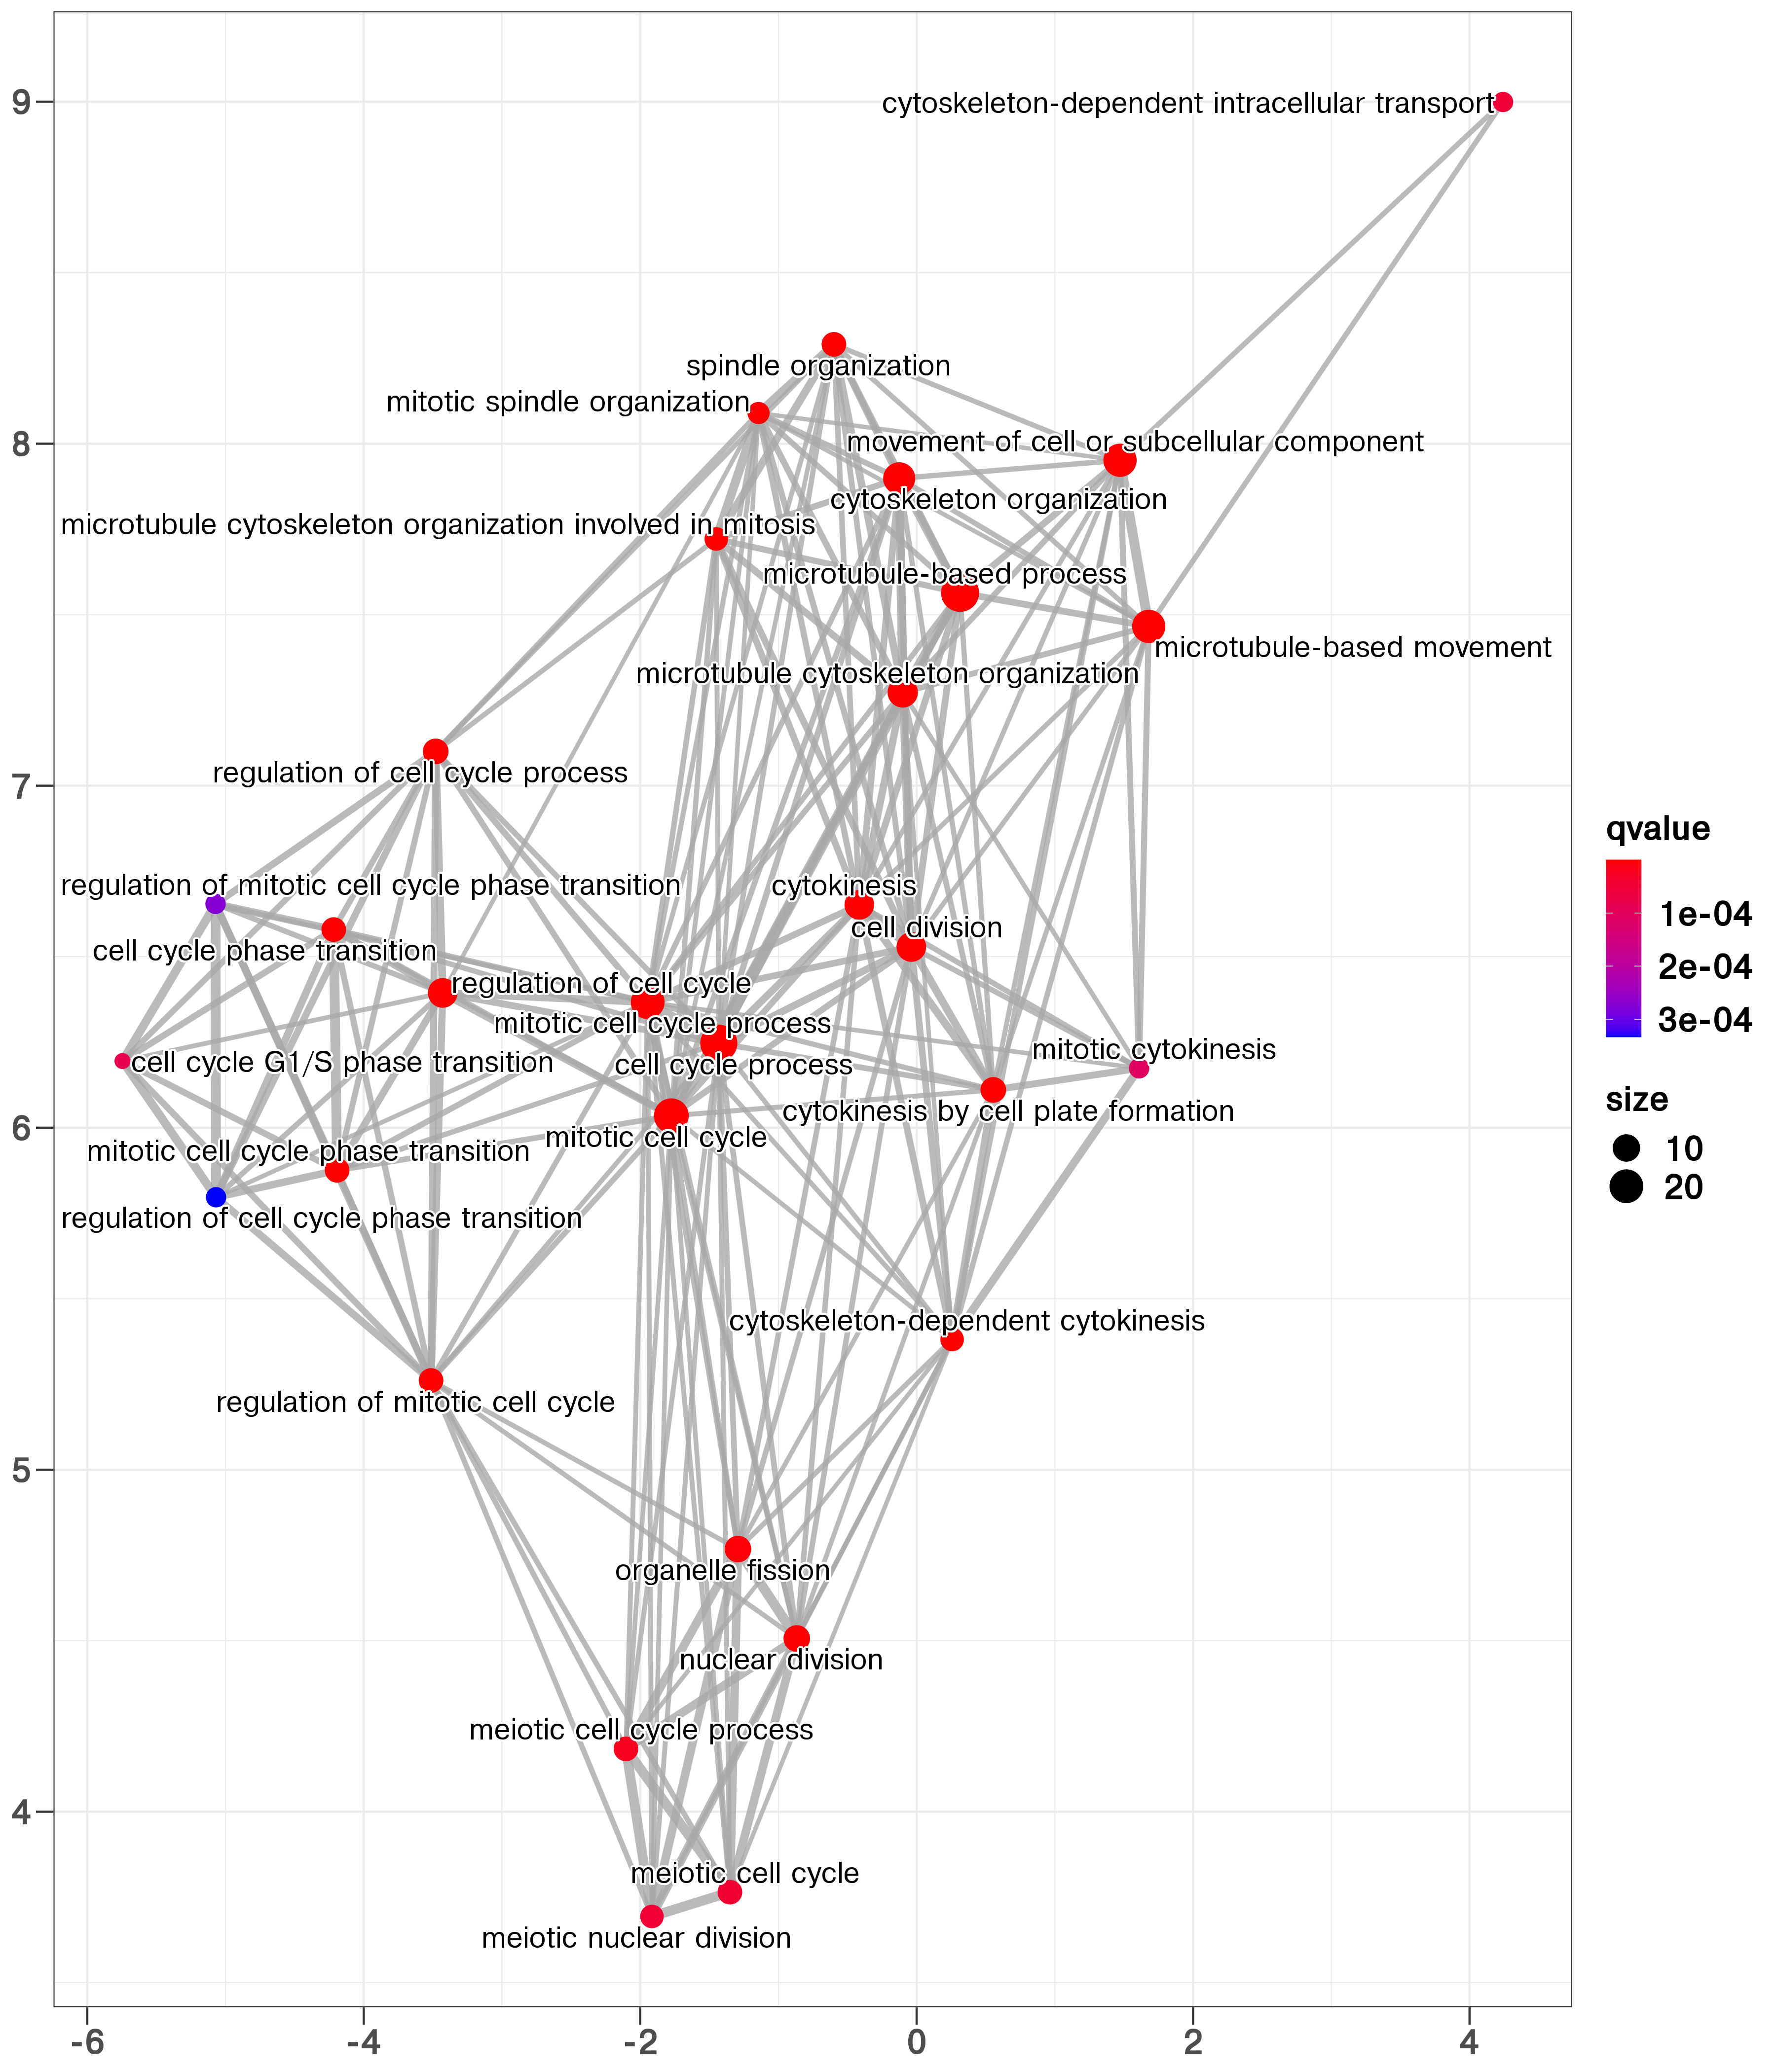 9
cytoskeleton-dependent intracellular transport
spindle organization
mitotic spindle organization
8
movement of cell or subcellular component
cytoskeleton organization
microtubule cytoskeleton organization involved in mitosis
microtubule-based process
microtubule-based movement
microtubule cytoskeleton organization
7
regulation of cell cycle process
regulation of mitotic cell cycle phase transition
cytokinesis
cell division
cell cycle phase transition
regulation of cell cycle
mitotic cell cycle process
mitotic cytokinesis
cell cycle G1/S phase transition
cell cycle process
cytokinesis by cell plate formation
6
mitotic cell cycle
mitotic cell cycle phase transition
regulation of cell cycle phase transition
cytoskeleton-dependent cytokinesis
regulation of mitotic cell cycle
5
organelle fission
nuclear division
meiotic cell cycle process
4
meiotic cell cycle
meiotic nuclear division
-6
-4
-2
0
2
4
qvalue
1e-04
2e-04
3e-04
size
10
20